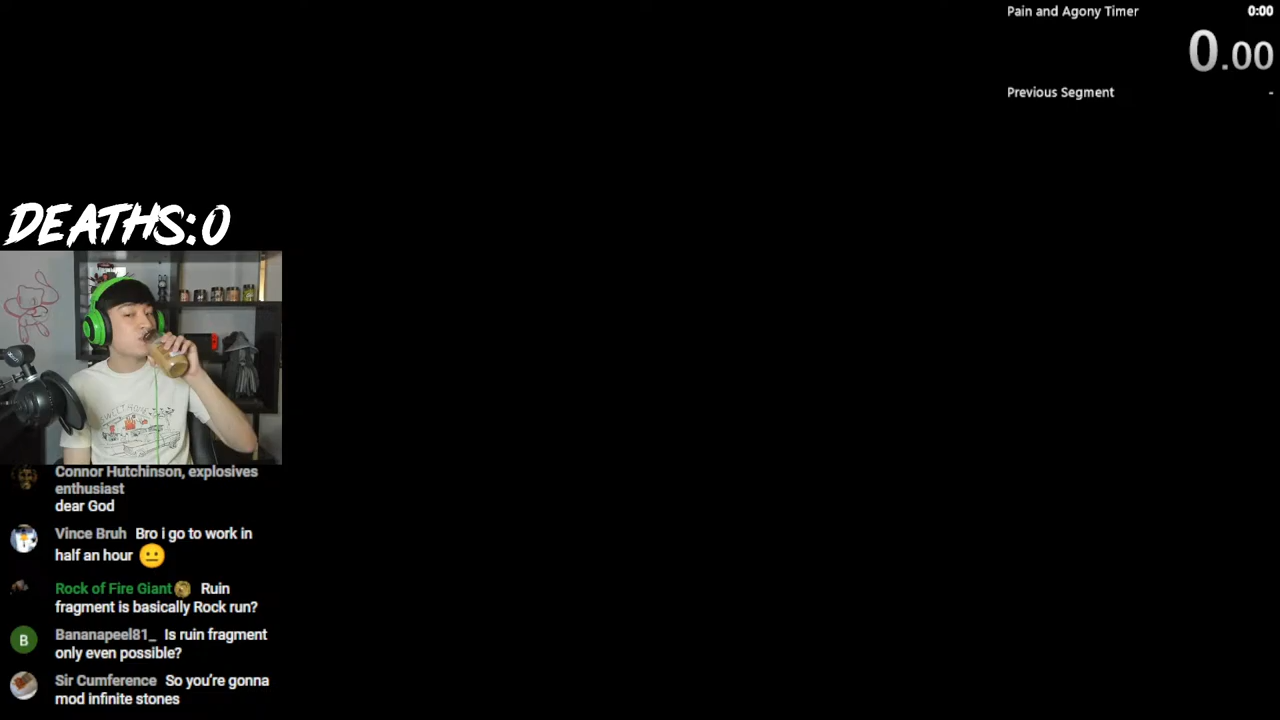 Pain and Agony Timer 0:00
0.00
Previous Segment -
DEATHS:0
Connor Hutchinson, explosives
enthusiast
dear God
Vince Bruh Bro i go to work in
half an hour 😐
Rock of Fire Giant Ruin
fragment is basically Rock run?
B
Bananapeel81_ Is ruin fragment
only even possible?
Sir Cumference So you're gonna
mod infinite stones